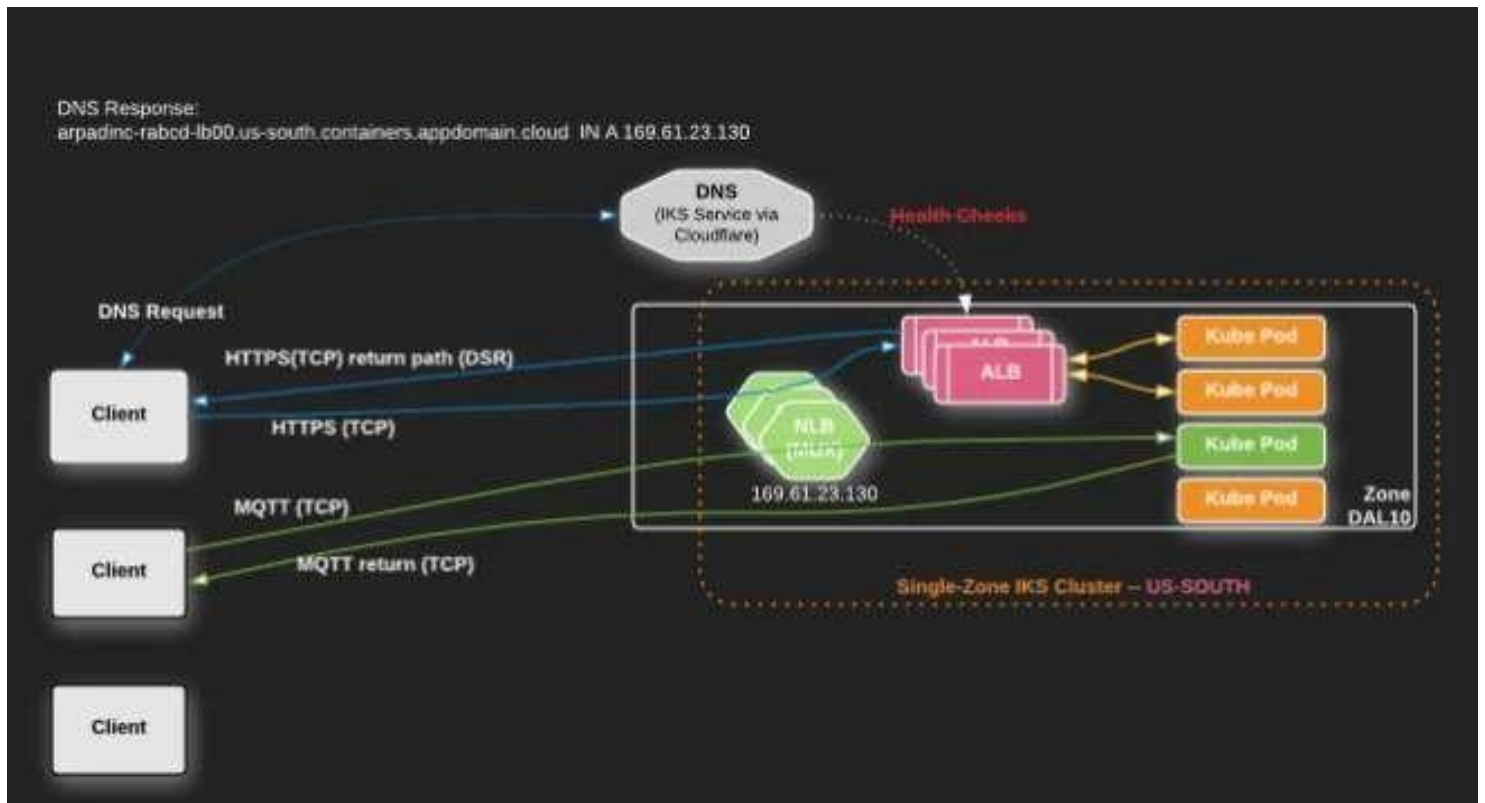 DNS Response:
arpadinc-rabcd-lb00.us-south.containers.appdomain.cloud IN A 169.61.23.130
DNS
(IKS Service via
Cloudflare)
Health Checks
DNS Request
HTTPS(TCP) return path (DSR)
Client
HTTPS (TCP)
ALB
ALB
Kube Pod
Kube Pod
NLB
(MUX)
Kube Pod
169.61.23.130
Kube Pod
Zone
DAL10
MQTT (TCP)
Client
MQTT return (TCP)
Single-Zone IKS Cluster – US-SOUTH
Client